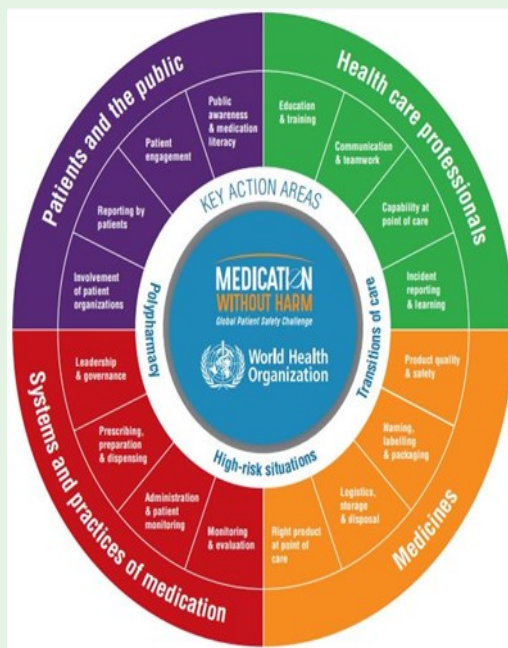 Patients and the public
Public
awareness
& medication
literacy
Patient
engagement
Reporting by
patients
Involvement
of patient
organizations
Health care professionals
Education
& training
Communication
& teamwork
Capability at
point of care
Incident
reporting
& learning
KEY ACTION AREAS
Polypharmacy
Transitions of care
High-risk situations
MEDICATION
WITHOUT HARM
Global Patient Safety Challenge
World Health
Organization
Systems and practices of medication
Leadership
& governance
Prescribing,
preparation
& dispensing
Administration
& patient
monitoring
Monitoring
& evaluation
Medicines
Product quality
& safety
Naming,
labelling
& packaging
Logistics,
storage
& disposal
Right product
at point of
care